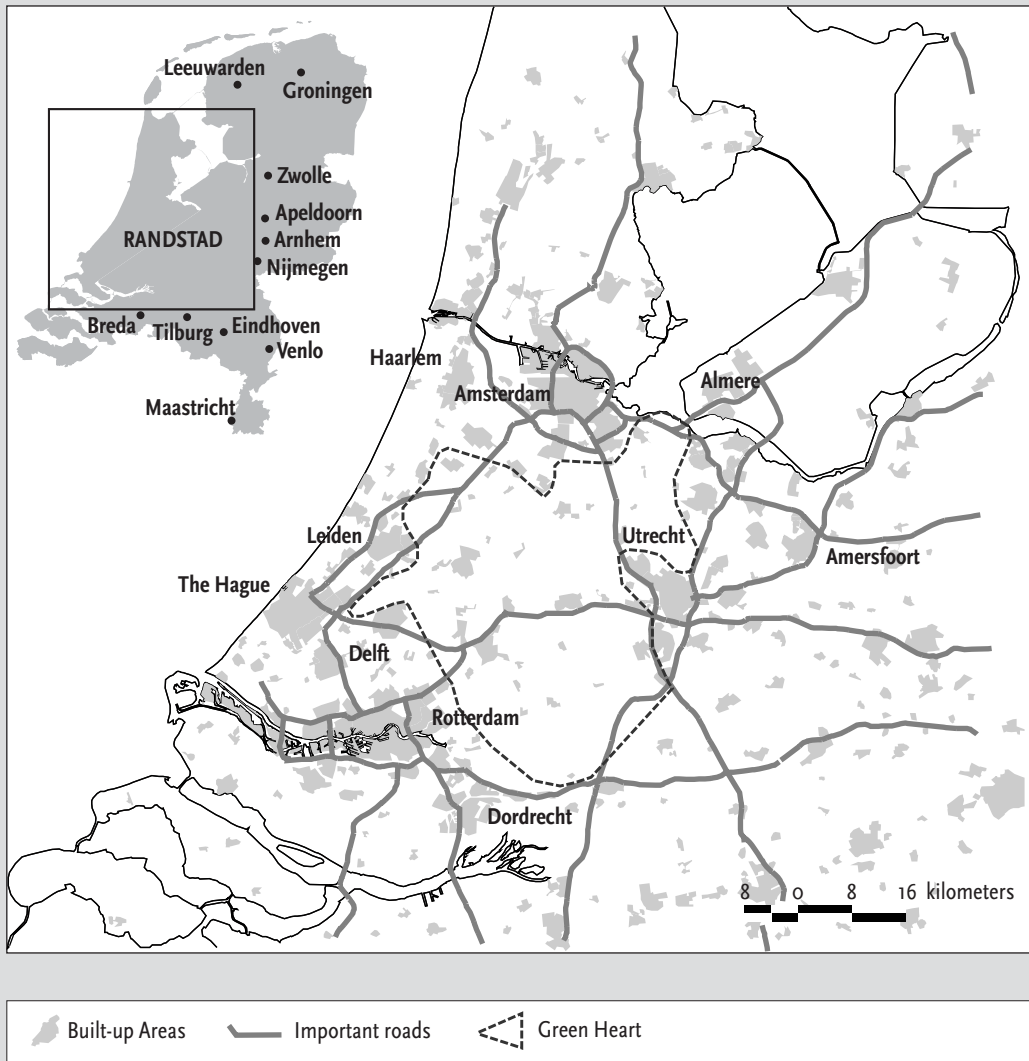 Leeuwarden
Groningen
Zwolle
Apeldoorn
RANDSTAD
Arnhem
Nijmegen
Breda
Tilburg
Eindhoven
Venlo
Maastricht
Haarlem
Amsterdam
Almere
Leiden
Utrecht
Amersfoort
The Hague
Delft
Rotterdam
Dordrecht
8 0 8 16 kilometers
Built-up Areas
Important roads
Green Heart